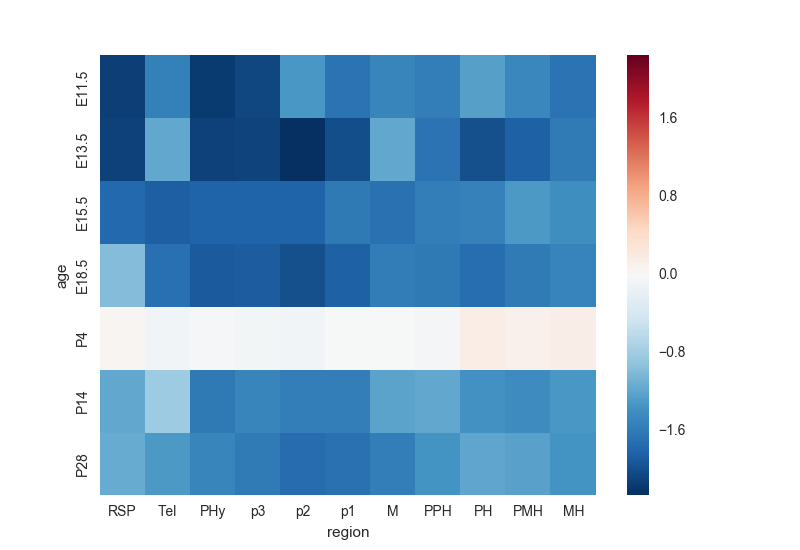 E11.5
E13.5
E15.5
E18.5
P4
P14
P28
age
RSP Tel PHy p3 p2 p1 M PPH PH PMH MH
region
1.6
0.8
0.0
−0.8
−1.6